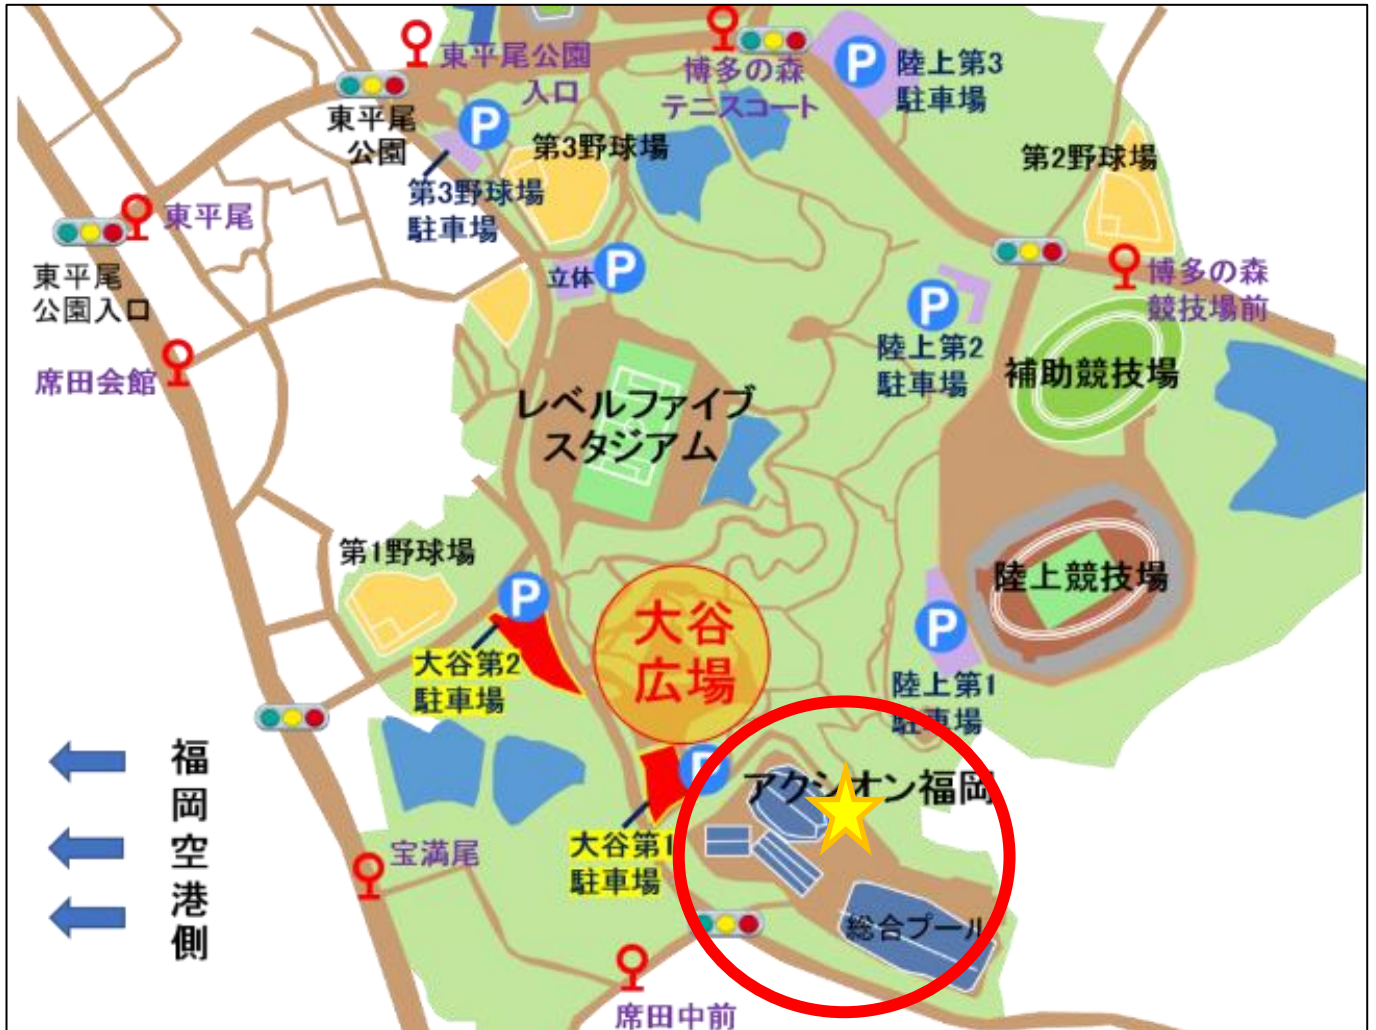 東平尾公園
入口
博多の森
テニスコート
P
陸上第3
駐車場
東平尾
公園
P
第3野球場
第2野球場
第3野球場
駐車場
東平尾
東平尾
公園入口
立体
P
博多の森
競技場前
P
陸上第2
駐車場
補助競技場
席田会館
レベルファイブ
スタジアム
第1野球場
陸上競技場
P
大谷
広場
P
大谷第2
駐車場
陸上第1
駐車場
福
岡
空
港
側
P
アクシオン福岡
宝満尾
大谷第1
駐車場
総合プール
席田中前